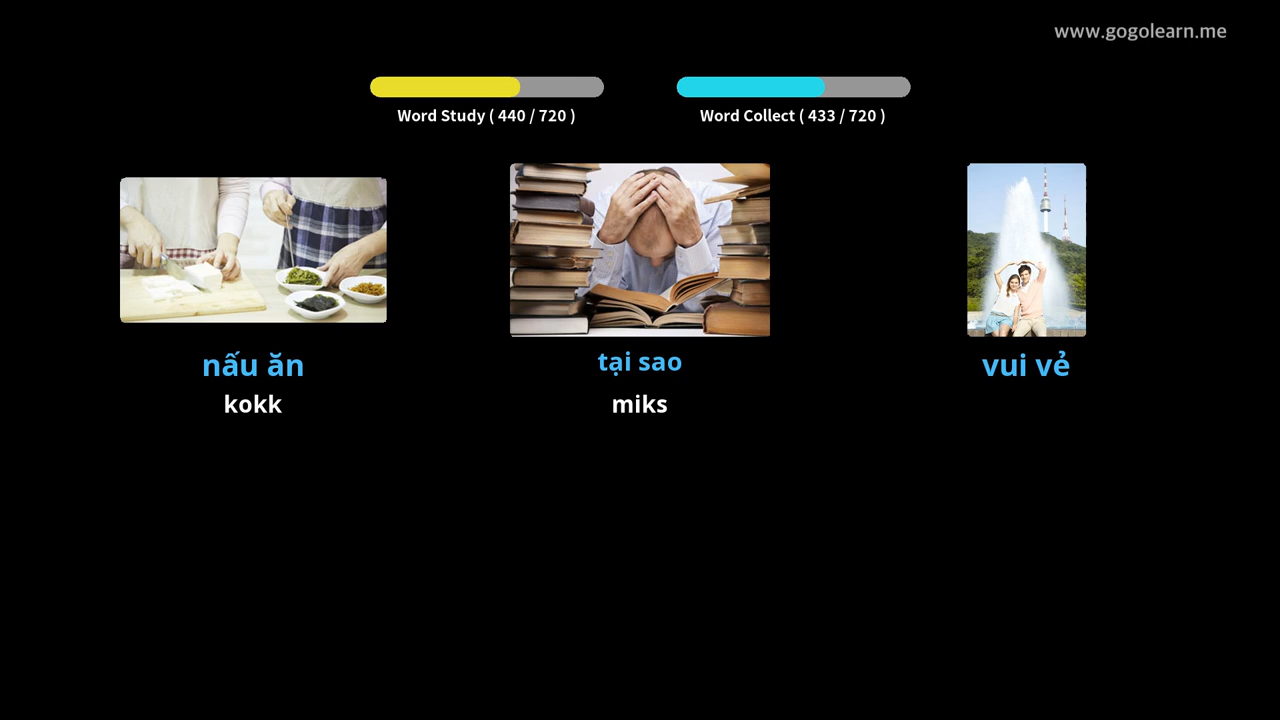 www.gogolearn.me
Word Study ( 440 / 720 )
Word Collect ( 433 / 720 )
nấu ăn
kokk
tại sao
miks
vui vẻ